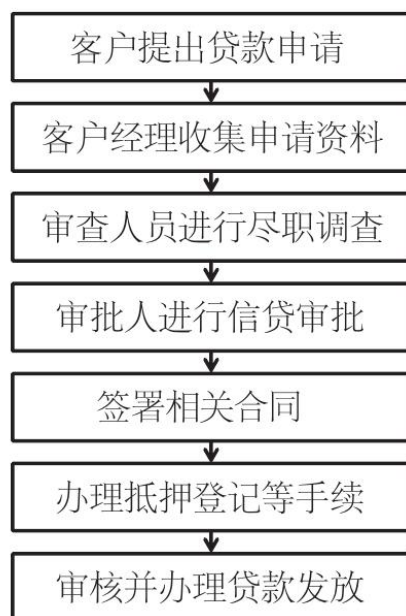 客户提出贷款申请
客户经理收集申请资料
审查人员进行尽职调查
审批人进行信贷审批
签署相关合同
办理抵押登记等手续
审核并办理贷款发放